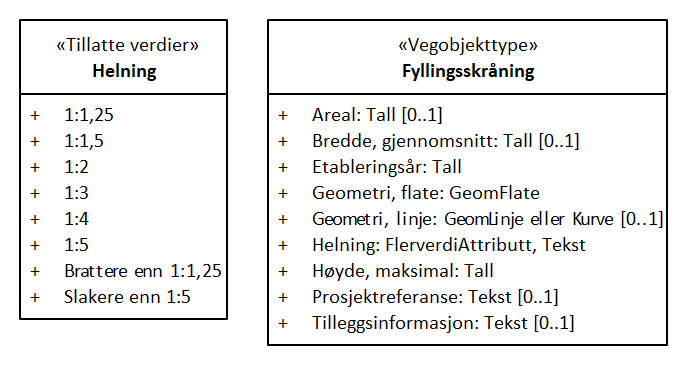 «Tillatte verdier»
Helning
+ 1:1,25
+ 1:1,5
+ 1:2
+ 1:3
+ 1:4
+ 1:5
+ Brattere enn 1:1,25
+ Slakere enn 1:5
«Vegobjekttype»
Fyllingsskråning
+ Areal: Tall [0..1]
+ Bredde, gjennomsnitt: Tall [0..1]
+ Etableringsår: Tall
+ Geometri, flate: GeomFlate
+ Geometri, linje: GeomLinje eller Kurve [0..1]
+ Helning: FlerverdiAttributt, Tekst
+ Høyde, maksimal: Tall
+ Prosjektreferanse: Tekst [0..1]
+ Tilleggsinformasjon: Tekst [0..1]